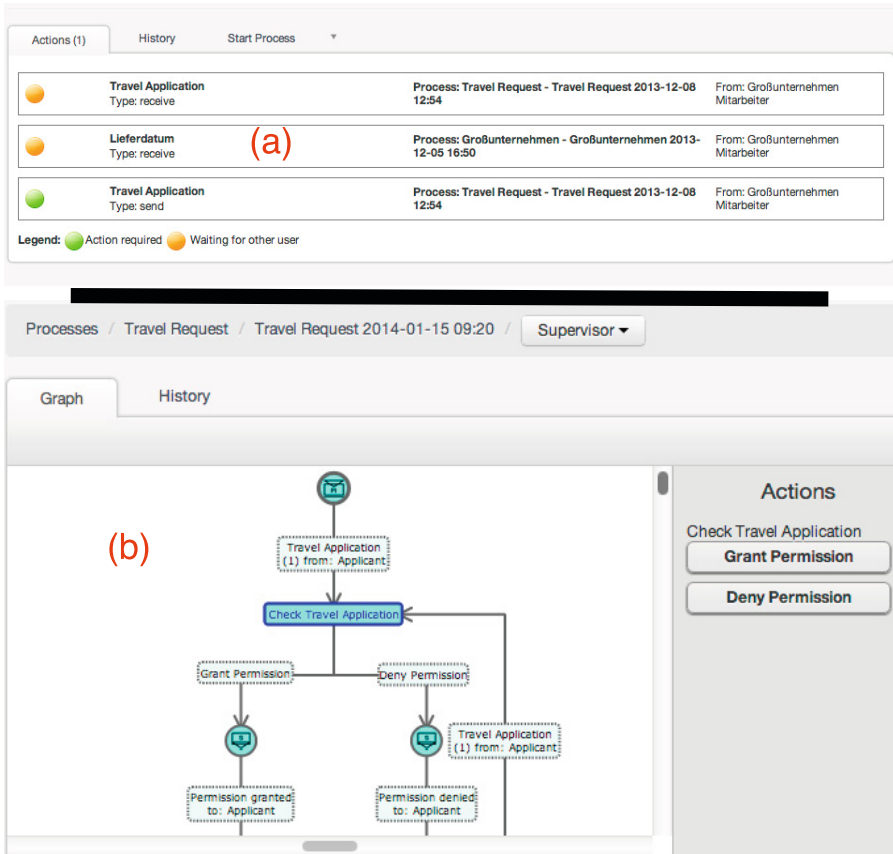 Actions (1) History Start Process
Travel Application Process: Travel Request - Travel Request 2013-12-08 From: Großunternehmen
Type: receive 12:54 Mitarbeiter
Lieferdatum Process: Großunternehmen - Großunternehmen 2013- From: Großunternehmen
Type: receive (a) 12-05 16:50 Mitarbeiter
Travel Application Process: Travel Request - Travel Request 2013-12-08 From: Großunternehmen
Type: send 12:54 Mitarbeiter
Legend: Action required Waiting for other user
Processes / Travel Request / Travel Request 2014-01-15 09:20 / Supervisor
Graph History
Actions
(b)
Travel Application
(1) from: Applicant
Check Travel Application
Grant Permission
Deny Permission
Check Travel Application
Grant Permission Deny Permission
Travel Application
(1) from: Applicant
Permission granted
to: Applicant
Permission denied
to: Applicant